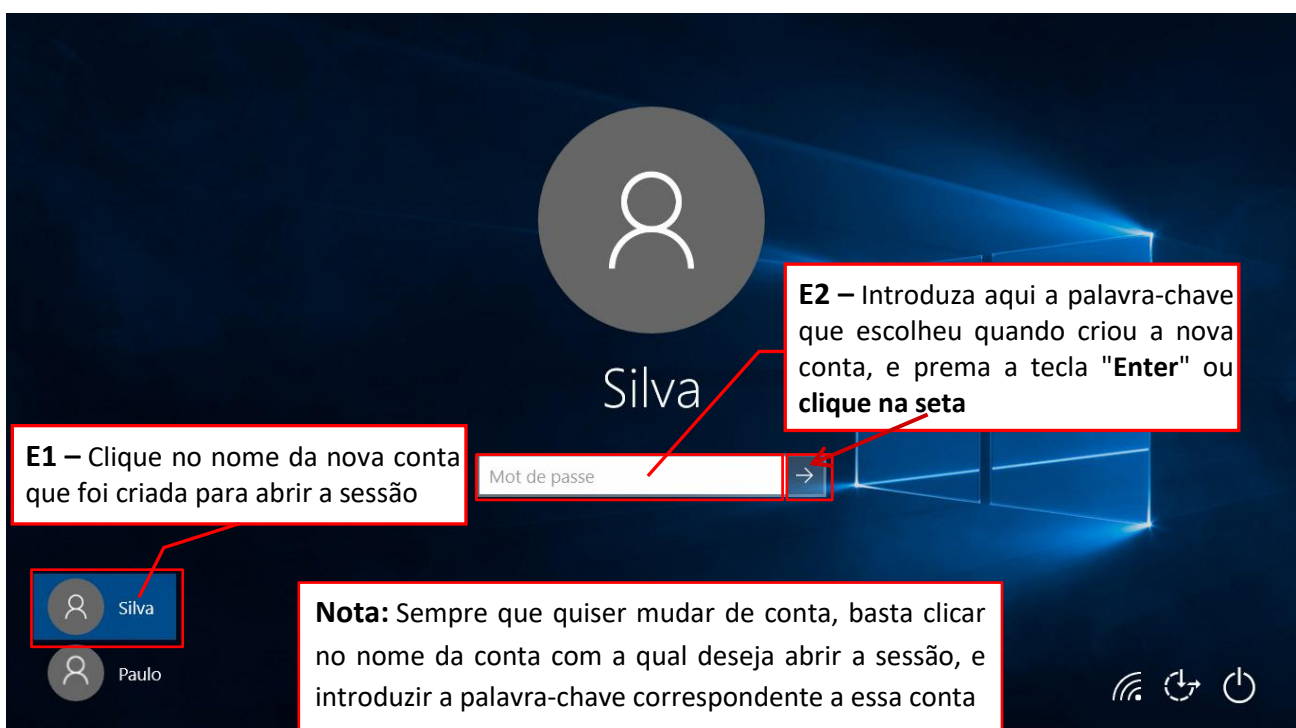 Silva
E2 – Introduza aqui a palavra-chave
que escolheu quando criou a nova
conta, e prema a tecla "Enter" ou
clique na seta
E1 – Clique no nome da nova conta
que foi criada para abrir a sessão
Mot de passe
Silva
Paulo
Nota: Sempre que quiser mudar de conta, basta clicar
no nome da conta com a qual deseja abrir a sessão, e
introduzir a palavra-chave correspondente a essa conta